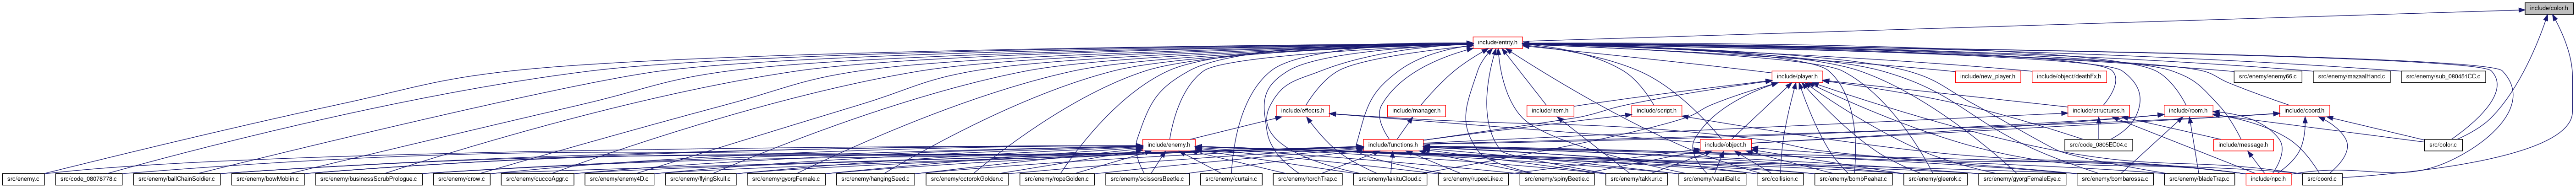 include/color.h
include/entity.h
include/player.h
include/new_player.h
include/object/deathFx.h
src/enemy/enemy66.c
src/enemy/mazaalHand.c
src/enemy/sub_080451CC.c
include/effects.h
include/manager.h
include/item.h
include/script.h
include/structures.h
include/room.h
include/coord.h
include/enemy.h
include/functions.h
include/object.h
src/code_0805EC04.c
include/message.h
src/color.c
src/enemy.c
src/code_08078778.c
src/enemy/ballChainSoldier.c
src/enemy/bowMoblin.c
src/enemy/businessScrubPrologue.c
src/enemy/crow.c
src/enemy/cuccoAggr.c
src/enemy/enemy4D.c
src/enemy/flyingSkull.c
src/enemy/gyorgFemale.c
src/enemy/hangingSeed.c
src/enemy/octorokGolden.c
src/enemy/ropeGolden.c
src/enemy/scissorsBeetle.c
src/enemy/curtain.c
src/enemy/torchTrap.c
src/enemy/lakituCloud.c
src/enemy/rupeeLike.c
src/enemy/spinyBeetle.c
src/enemy/takkuri.c
src/enemy/vaatiBall.c
src/collision.c
src/enemy/bombPeahat.c
src/enemy/gleerok.c
src/enemy/gyorgFemaleEye.c
src/enemy/bombarossa.c
src/enemy/bladeTrap.c
include/npc.h
src/coord.c